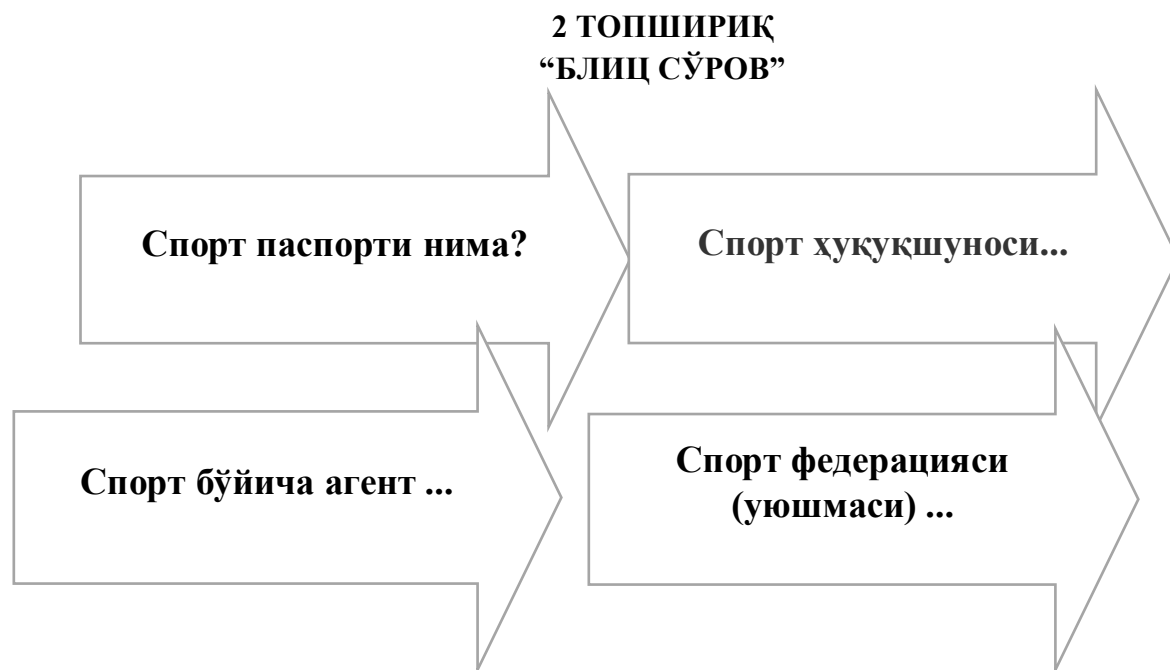 2 ТОПШИРИҚ
“БЛИЦ СЎРОВ”
Спорт паспорти нима?
Спорт ҳуқуқшуноси...
Спорт бўйича агент ...
Спорт федерацияси
(уюшмаси) ...